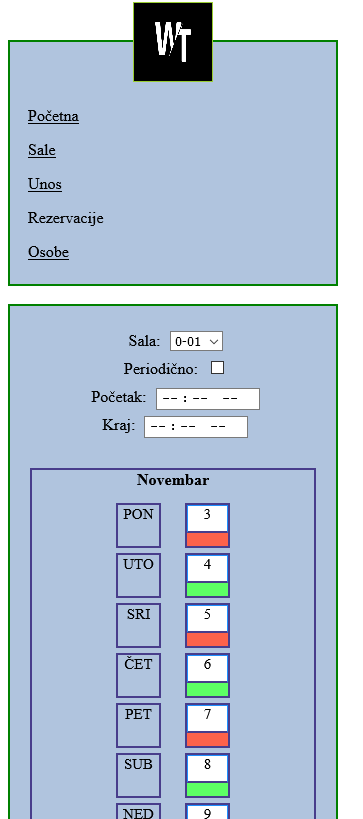 WT
Početna
Sale
Unos
Rezervacije
Osobe
Sala: 0-01
Periodično:
Početak: -- : -- --
Kraj: -- : -- --
Novembar
PON 3
UTO 4
SRI 5
ČET 6
PET 7
SUB 8
NED 9